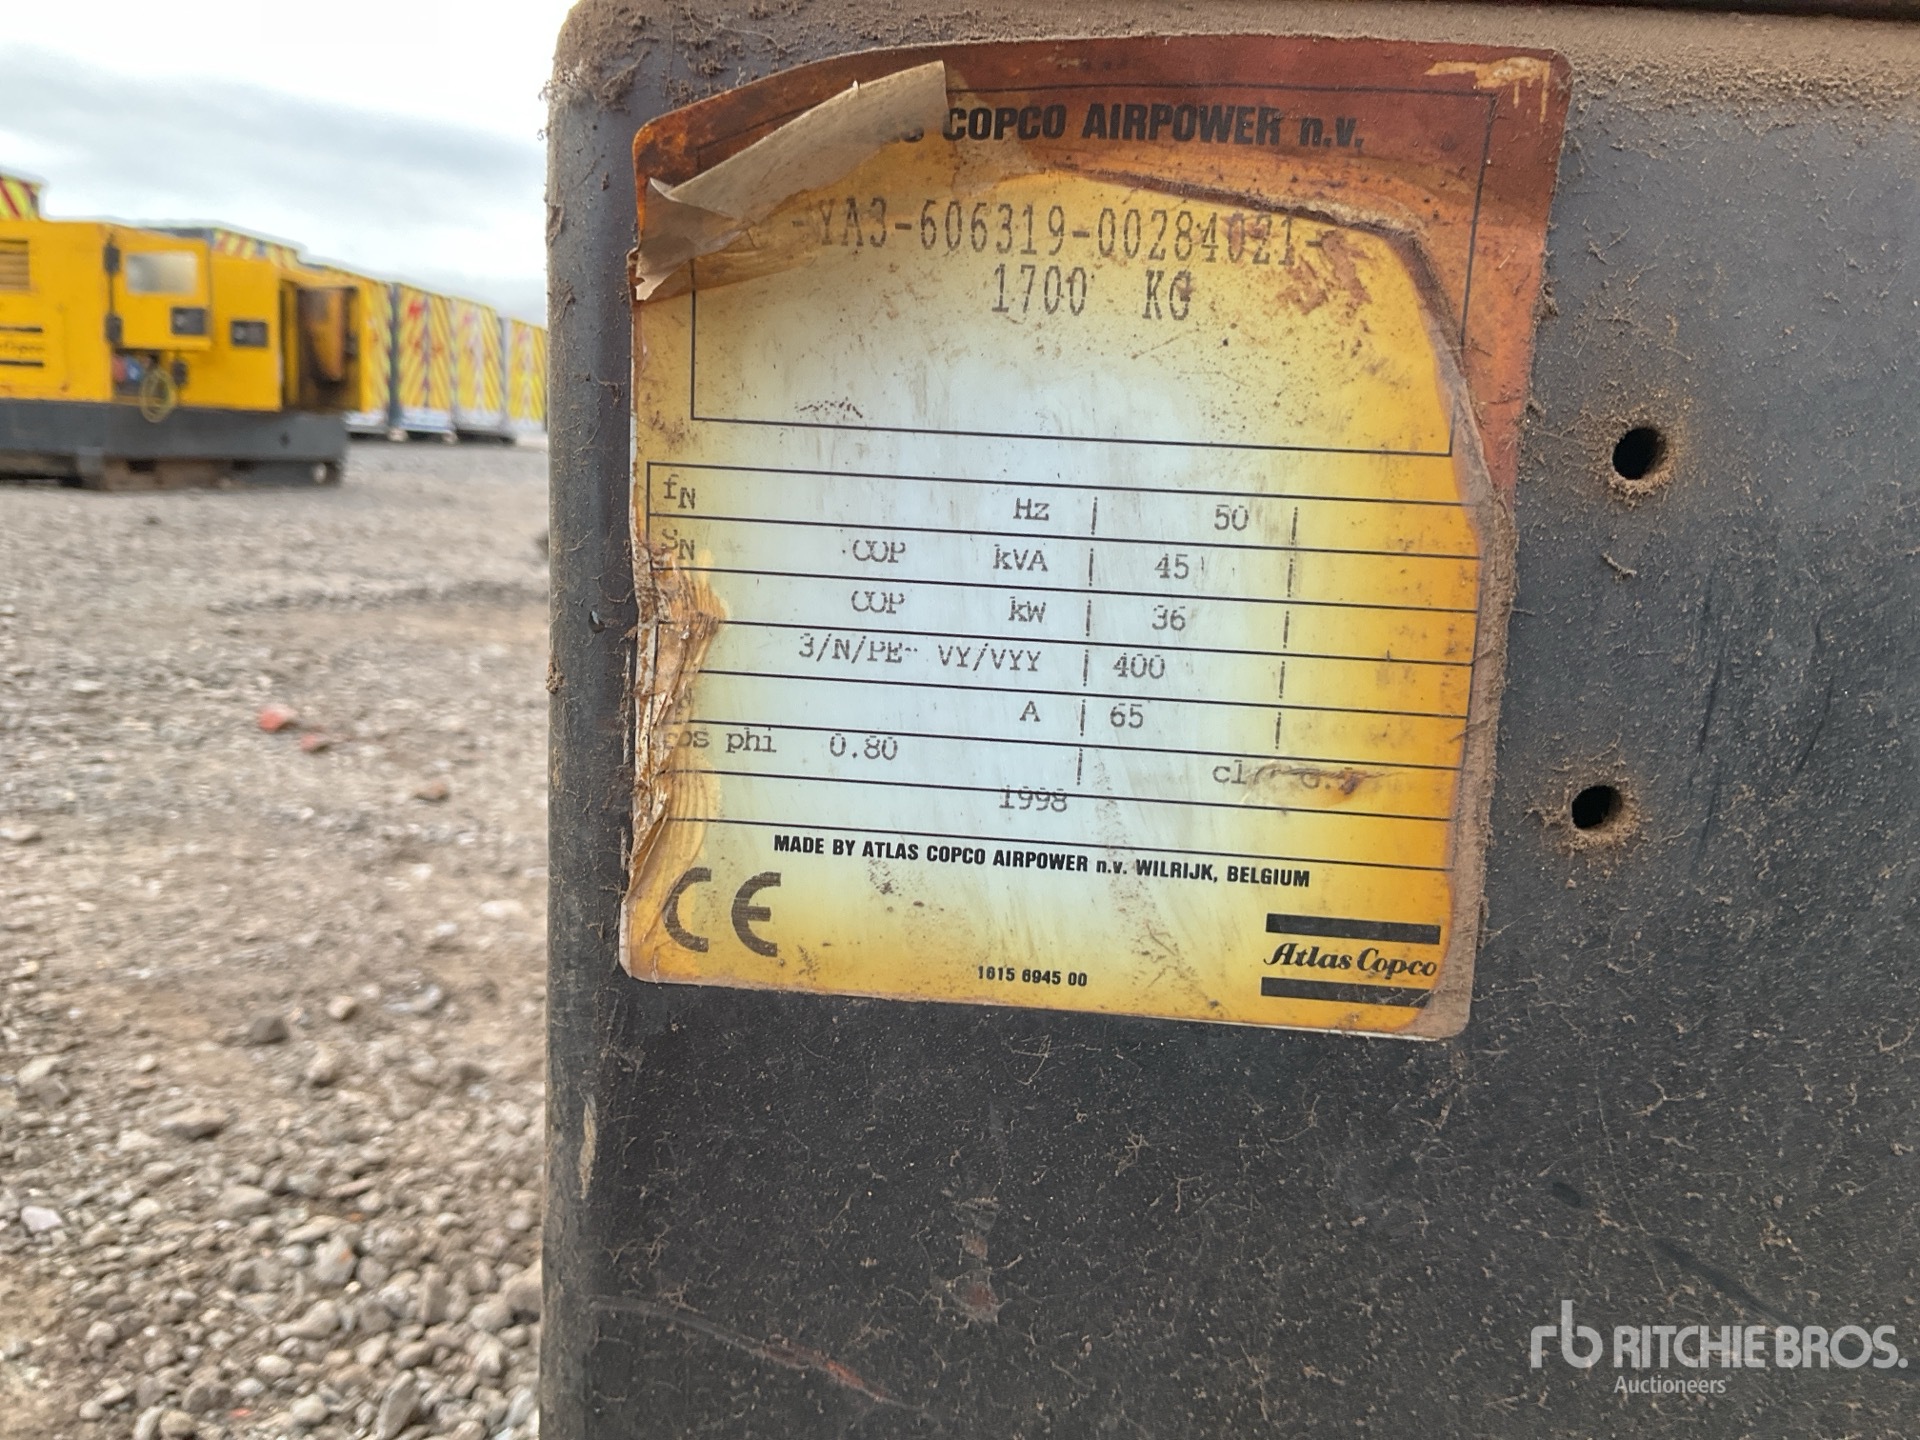 COPCO AIRPOWER n.v.
-YA3-606319-00284021-
1700 KG
fN Hz 50
SN COP kVA 45
COP kW 36
3/N/PE~ VY/VYY 400
A 65
cos phi 0.80
1998
MADE BY ATLAS COPCO AIRPOWER n.v. WILRIJK, BELGIUM
CE
1615 6945 00
Atlas Copco
rb RITCHIE BROS.
Auctioneers